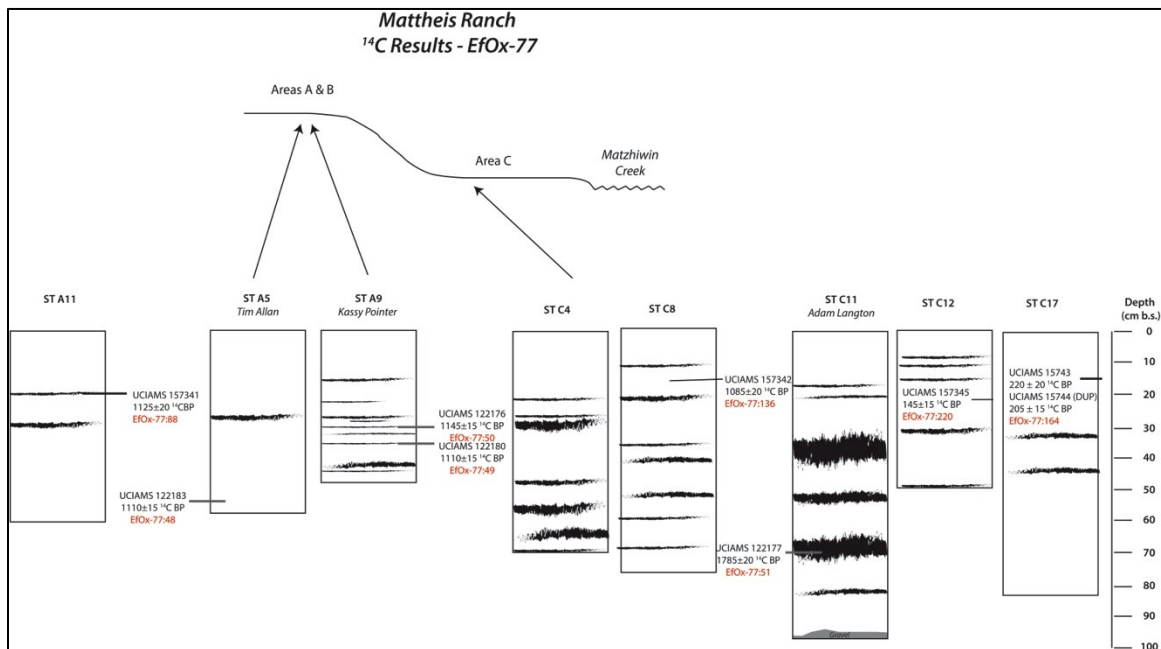 Mattheis Ranch
¹⁴C Results - EfOx-77
Areas A & B
Area C
Matzhiwin
Creek
ST A11
ST A5
Tim Allan
ST A9
Kassy Pointer
ST C4
ST C8
ST C11
Adam Langton
ST C12
ST C17
Depth
(cm b.s.)
0
10
20
30
40
50
60
70
80
90
100
UCIAMS 157341
1125±20 ¹⁴CBP
EfOx-77:88
UCIAMS 122183
1110±15 ¹⁴C BP
EfOx-77:48
UCIAMS 122176
1145±15 ¹⁴C BP
EfOx-77:50
UCIAMS 122180
1110±15 ¹⁴C BP
EfOx-77:49
UCIAMS 157342
1085±20 ¹⁴C BP
EfOx-77:136
UCIAMS 122177
1785±20 ¹⁴C BP
EfOx-77:51
Gravel
UCIAMS 157345
145±15 ¹⁴C BP
EfOx-77:220
UCIAMS 15743
220 ± 20 ¹⁴C BP
UCIAMS 15744 (DUP)
205 ± 15 ¹⁴C BP
EfOx-77:164